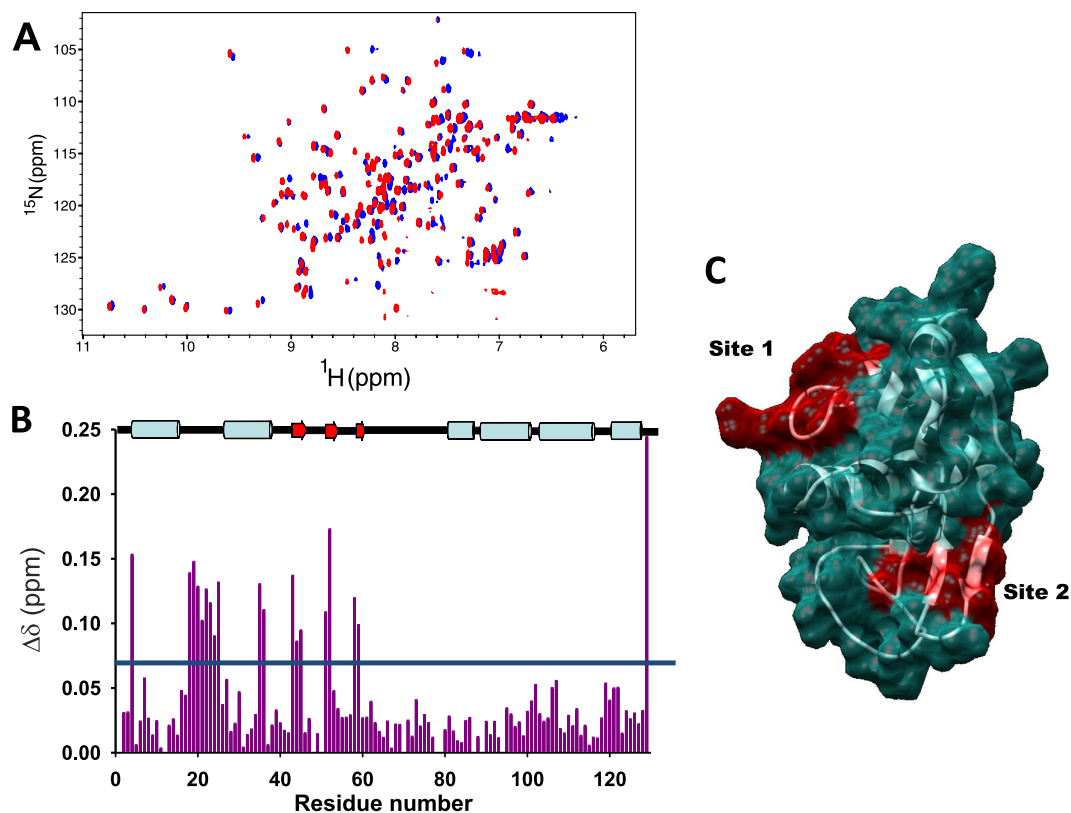 A
105
110
115
120
125
130
¹⁵N (ppm)
11
10
9
8
7
6
¹H (ppm)
B
0.25
0.20
0.15
0.10
0.05
0.00
Δδ (ppm)
0
20
40
60
80
100
120
Residue number
C
Site 1
Site 2